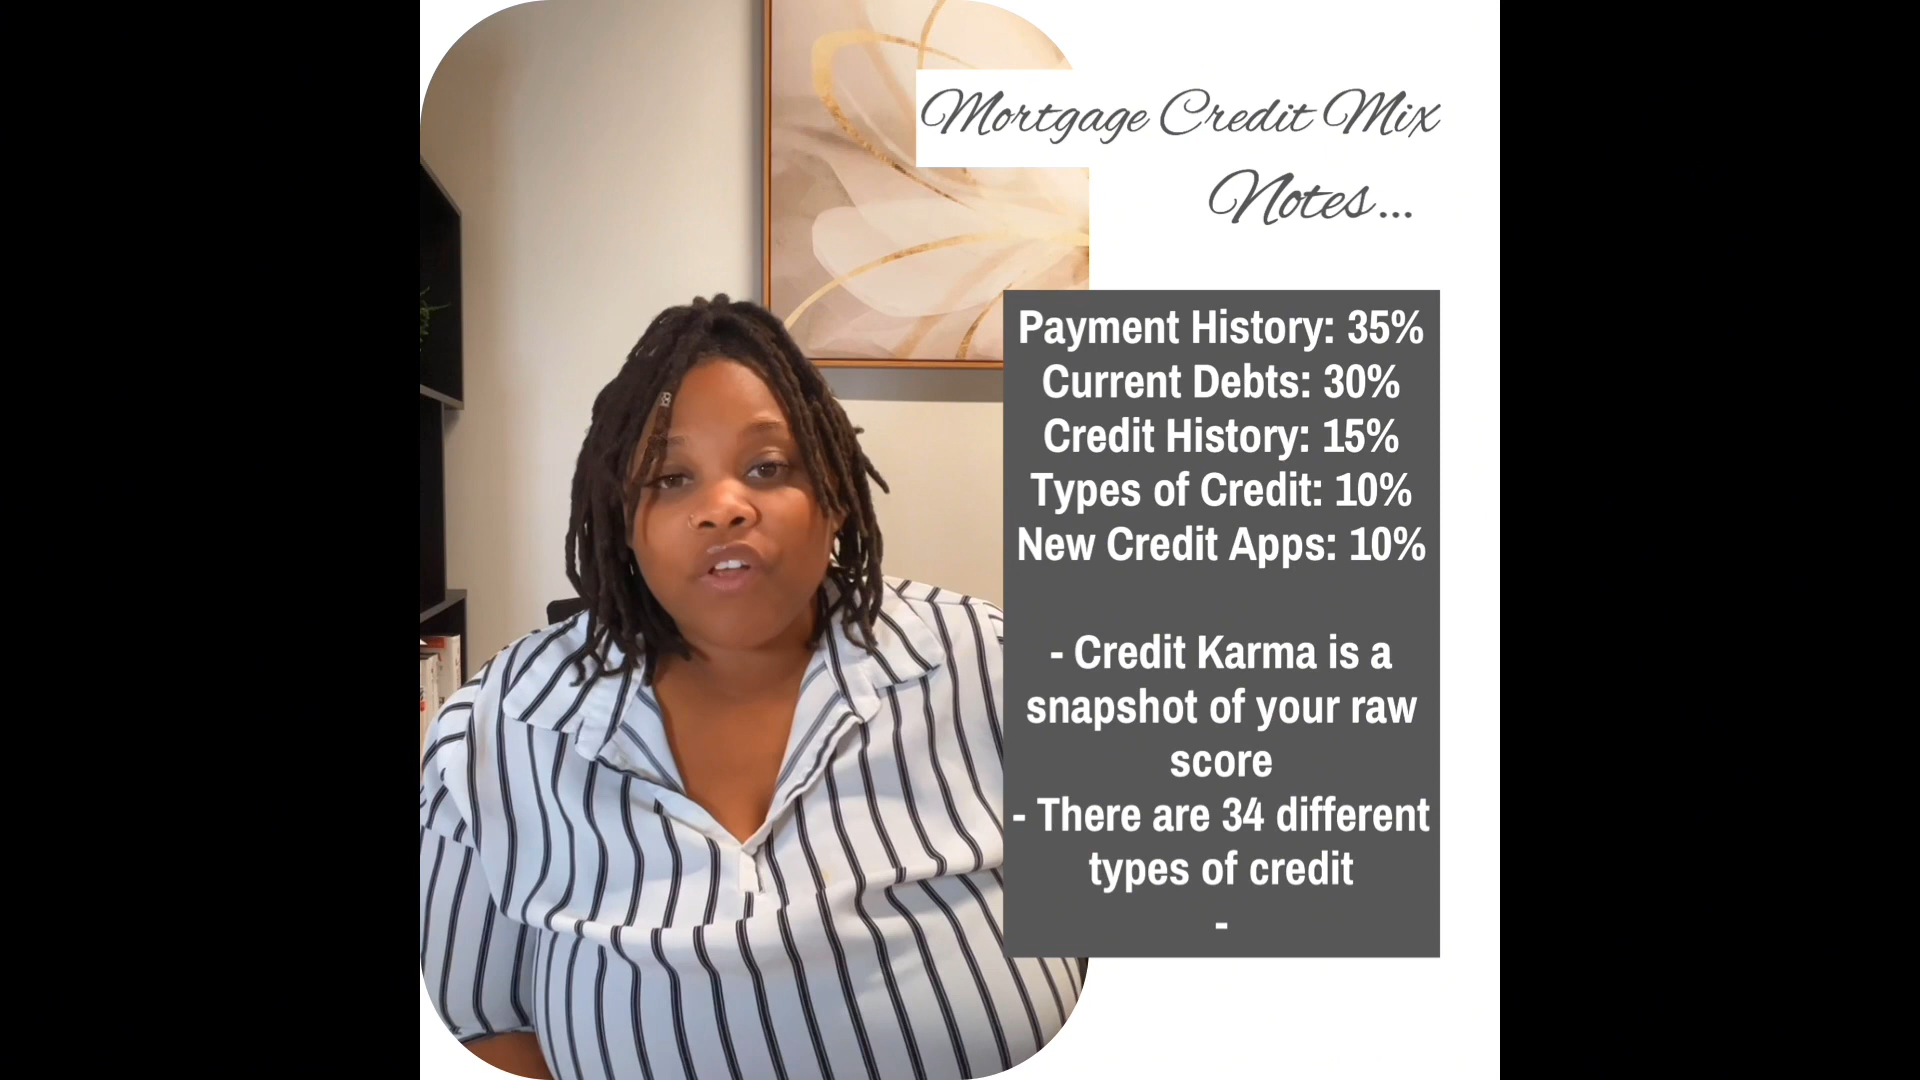 Mortgage Credit Mix
Notes...
Payment History: 35%
Current Debts: 30%
Credit History: 15%
Types of Credit: 10%
New Credit Apps: 10%
- Credit Karma is a
snapshot of your raw
score
- There are 34 different
types of credit
-